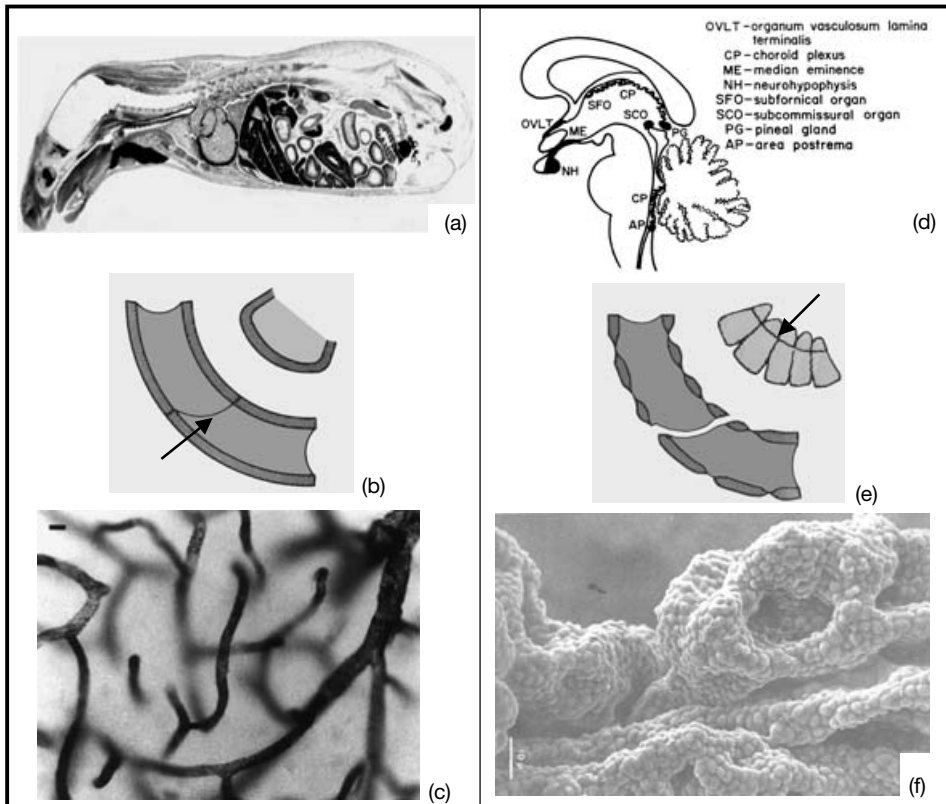 (a)
(b)
(c)
OVLT - organum vasculosum lamina
terminalis
CP - choroid plexus
ME - median eminence
NH - neurohypophysis
SFO - subfornical organ
SCO - subcommissural organ
PG - pineal gland
AP - area postrema
CP
SFO
SCO
OVLT
ME
PG
NH
CP
AP
(d)
(e)
(f)